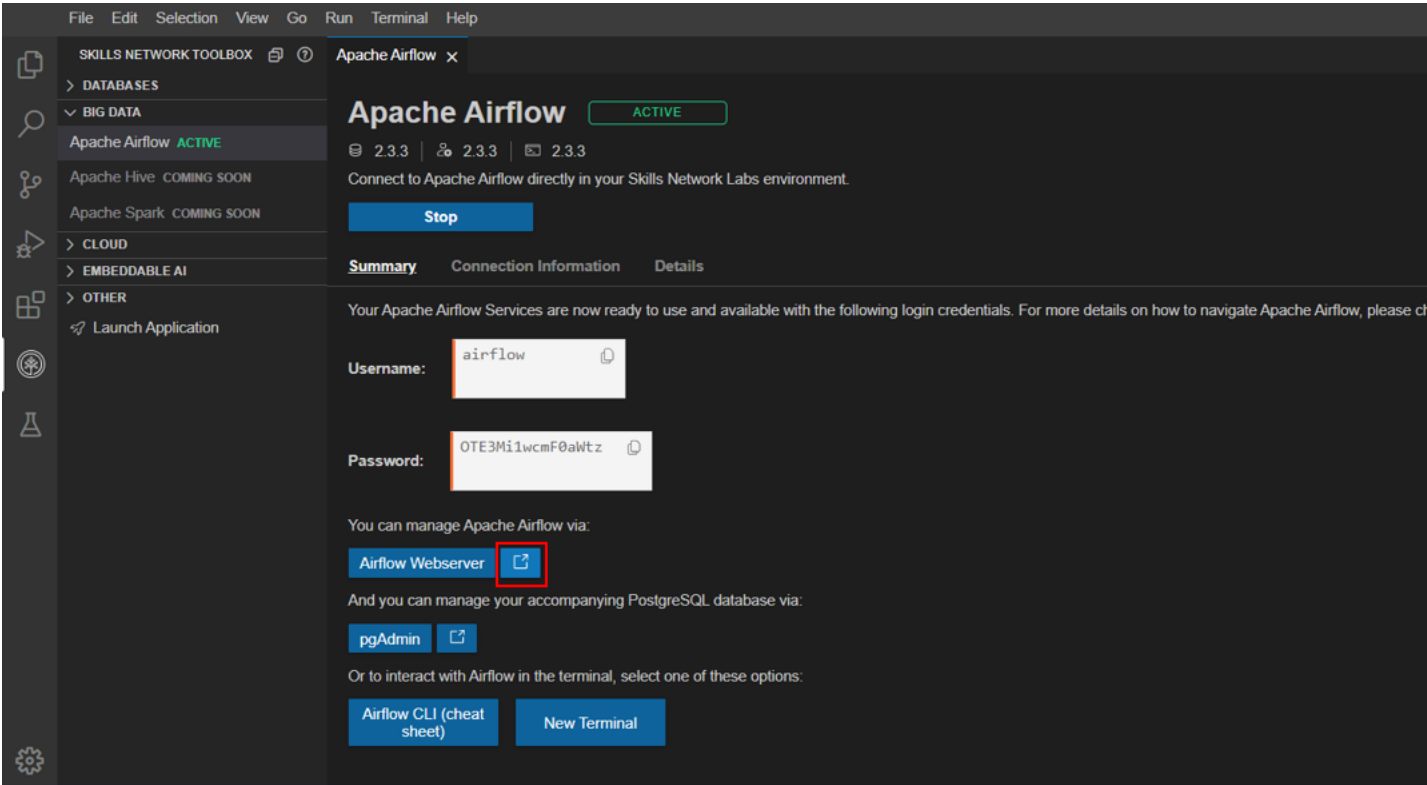 File Edit Selection View Go Run Terminal Help
SKILLS NETWORK TOOLBOX
Apache Airflow
DATABASES
BIG DATA
Apache Airflow ACTIVE
Apache Hive COMING SOON
Apache Spark COMING SOON
CLOUD
EMBEDDABLE AI
OTHER
Launch Application
Apache Airflow ACTIVE
2.3.3 2.3.3 2.3.3
Connect to Apache Airflow directly in your Skills Network Labs environment.
Stop
Summary Connection Information Details
Your Apache Airflow Services are now ready to use and available with the following login credentials. For more details on how to navigate Apache Airflow, please ch
Username: airflow
Password: OTE3Mi1wcmF0aWtz
You can manage Apache Airflow via:
Airflow Webserver
And you can manage your accompanying PostgreSQL database via:
pgAdmin
Or to interact with Airflow in the terminal, select one of these options:
Airflow CLI (cheat
sheet)
New Terminal